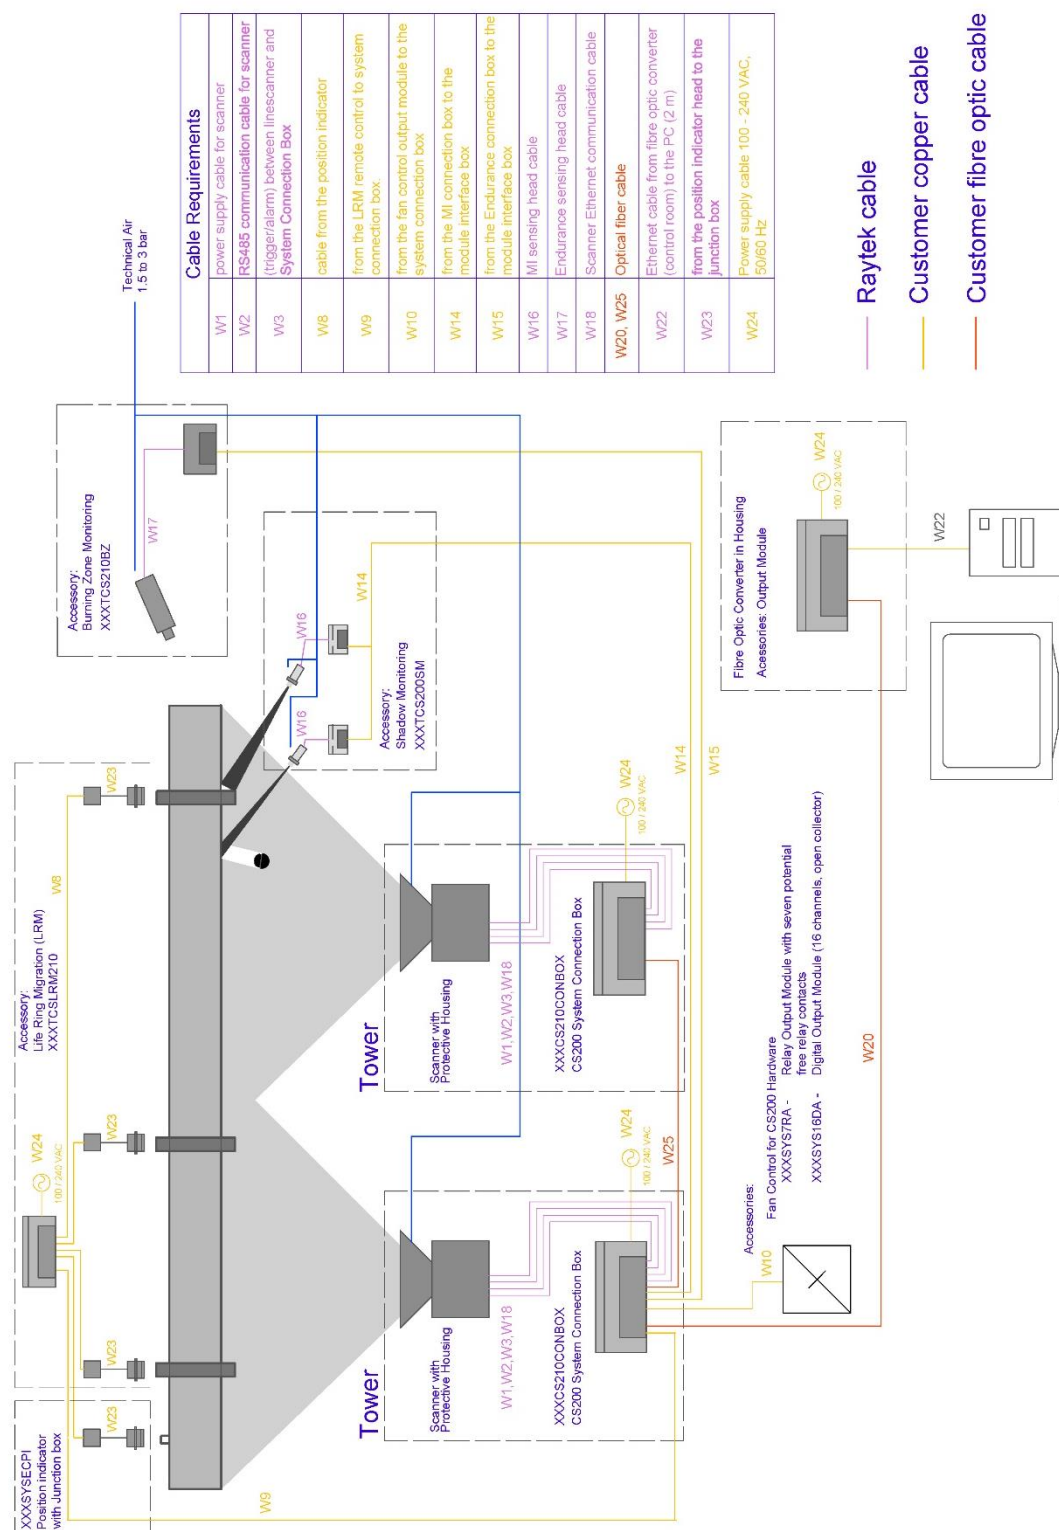 XXXSYSECPI
Position indicator
with Junction box
W23
Accessory:
Life Ring Migration (LRM)
XXXTCSLRM210
W24
100 / 240 VAC
W8
W23
W23
W23
W9
Accessory:
Burning Zone Monitoring
XXXTCS210BZ
W17
Technical Air
1.5 to 3 bar
W16
W16
W14
Accessory:
Shadow Monitoring
XXXTCS200SM
Tower
Scanner with
Protective Housing
W1,W2,W3,W18
XXXCS210CONBOX
CS200 System Connection Box
W24
100 / 240 VAC
Tower
Scanner with
Protective Housing
W1,W2,W3,W18
XXXCS210CONBOX
CS200 System Connection Box
W24
100 / 240 VAC
W25
W14
W15
Accessories:
W10
Fan Control for CS200 Hardware
XXXSYS7RA - Relay Output Module with seven potential
free relay contacts
XXXSYS16DA - Digital Output Module (16 channels, open collector)
W20
Fibre Optic Converter in Housing
Acessories: Output Module
W24
100 / 240 VAC
W22
Cable Requirements
W1 power supply cable for scanner
W2 RS485 communication cable for scanner
W3 (trigger/alarm) between linescanner and
System Connection Box
W8 cable from the position indicator
W9 from the LRM remote control to system
connection box.
W10 from the fan control output module to the
system connection box
W14 from the MI connection box to the
module interface box
W15 from the Endurance connection box to the
module interface box
W16 MI sensing head cable
W17 Endurance sensing head cable
W18 Scanner Ethernet communication cable
W20, W25 Optical fiber cable
W22 Ethernet cable from fibre optic converter
(control room) to the PC (2 m)
W23 from the position indicator head to the
junction box
W24 Power supply cable 100 - 240 VAC,
50/60 Hz
Raytek cable
Customer copper cable
Customer fibre optic cable